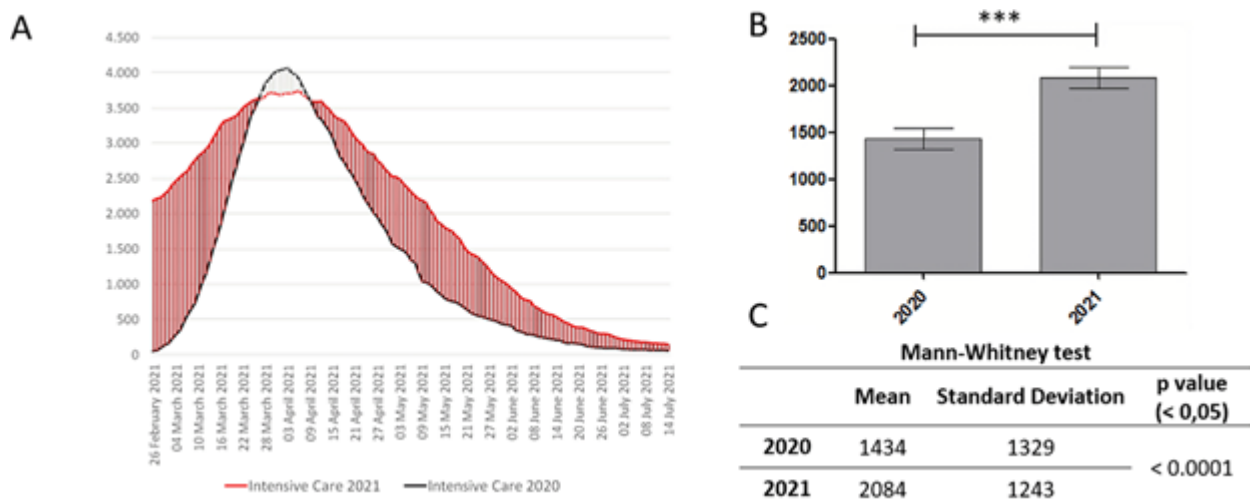 A
4.500
4.000
3.500
3.000
2.500
2.000
1.500
1.000
500
0
26 February 2021
04 March 2021
10 March 2021
16 March 2021
22 March 2021
28 March 2021
03 April 2021
09 April 2021
15 April 2021
21 April 2021
27 April 2021
03 May 2021
09 May 2021
15 May 2021
21 May 2021
27 May 2021
02 June 2021
08 June 2021
14 June 2021
20 June 2021
26 June 2021
02 July 2021
08 July 2021
14 July 2021
Intensive Care 2021 Intensive Care 2020
B
***
2500
2000
1500
1000
500
0
2020
2021
C
Mann-Whitney test
Mean Standard Deviation p value
(< 0,05)
2020 1434 1329
< 0.0001
2021 2084 1243